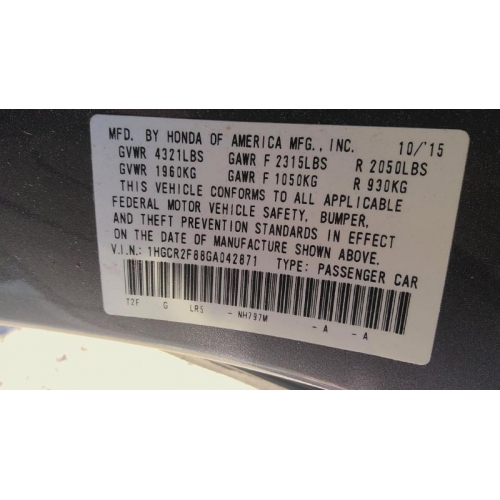 MFD. BY HONDA OF AMERICA MFG., INC. 10/'15
GVWR 4321LBS GAWR F 2315LBS R 2050LBS
GVWR 1960KG GAWR F 1050KG R 930KG
THIS VEHICLE CONFORMS TO ALL APPLICABLE
FEDERAL MOTOR VEHICLE SAFETY, BUMPER,
AND THEFT PREVENTION STANDARDS IN EFFECT
ON THE DATE OF MANUFACTURE SHOWN ABOVE.
V.I.N.: 1HGCR2F88GA042871 TYPE: PASSENGER CAR
T2F G LRS - NH797M - A - A